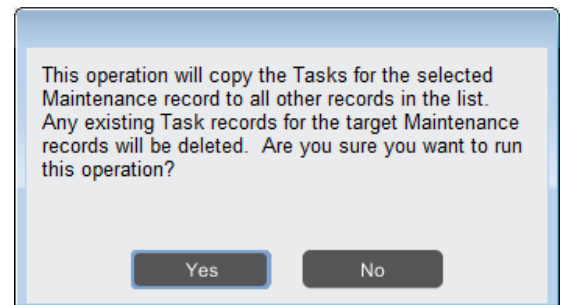 This operation will copy the Tasks for the selected
Maintenance record to all other records in the list.
Any existing Task records for the target Maintenance
records will be deleted.  Are you sure you want to run
this operation?
Yes
No